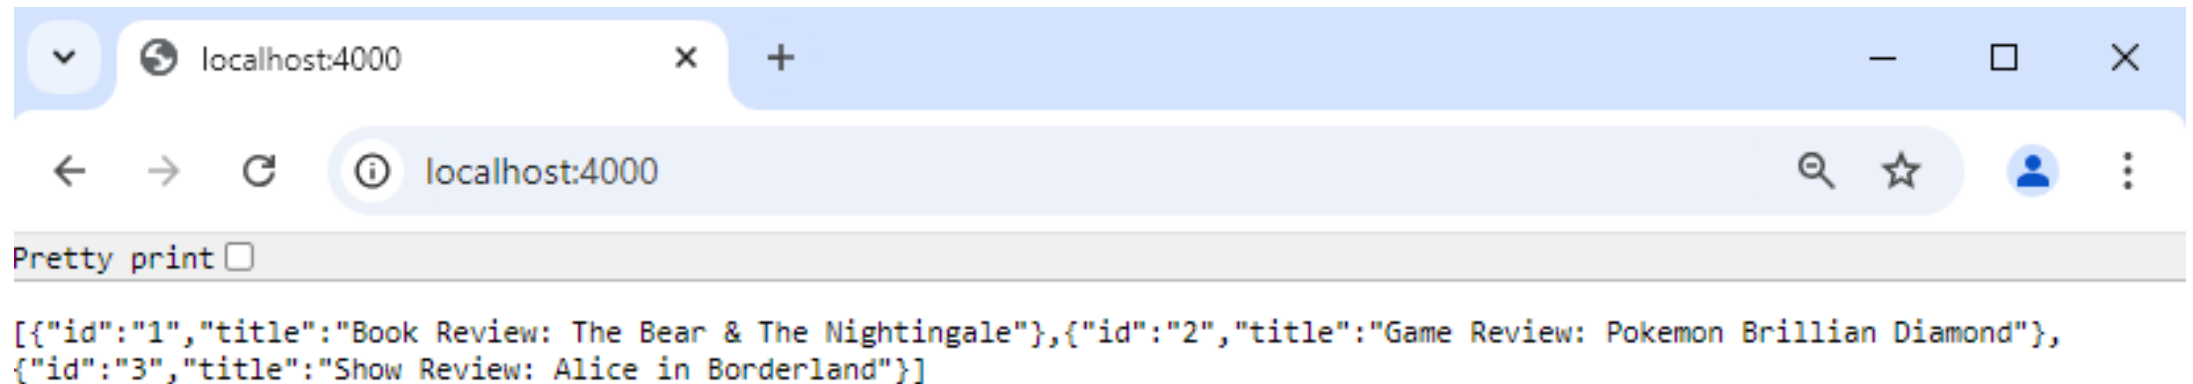 localhost:4000
localhost:4000
Pretty print
[{"id":"1","title":"Book Review: The Bear & The Nightingale"},{"id":"2","title":"Game Review: Pokemon Brillian Diamond"},
{"id":"3","title":"Show Review: Alice in Borderland"}]